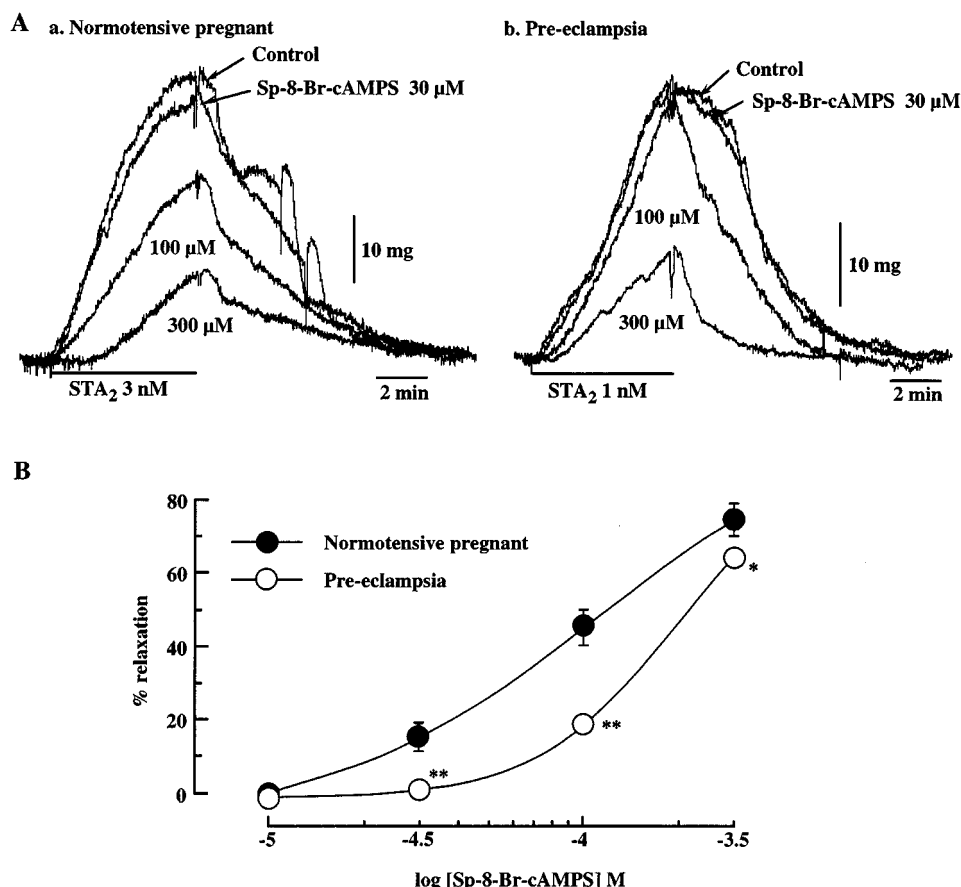 A
a. Normotensive pregnant
Control
Sp-8-Br-cAMPS 30 μM
100 μM
300 μM
10 mg
STA2 3 nM
2 min
b. Pre-eclampsia
Control
Sp-8-Br-cAMPS 30 μM
100 μM
300 μM
10 mg
STA2 1 nM
2 min
B
% relaxation
80
60
40
20
0
Normotensive pregnant
Pre-eclampsia
**
**
*
-5
-4.5
-4
-3.5
log [Sp-8-Br-cAMPS] M